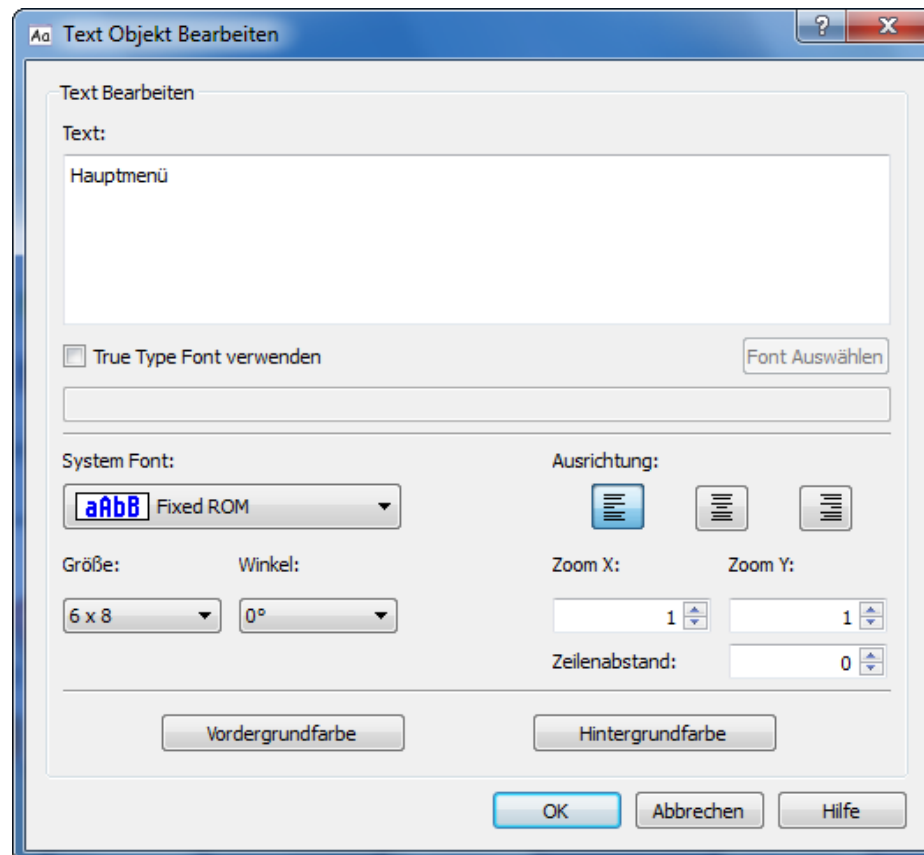 Aa Text Objekt Bearbeiten ?
Text Bearbeiten
Text:
Hauptmenü
True Type Font verwenden Font Auswählen
System Font: Ausrichtung:
aAbB Fixed ROM
Größe: Winkel: Zoom X: Zoom Y:
6 x 8 0° 1 1
Zeilenabstand: 0
Vordergrundfarbe Hintergrundfarbe
OK Abbrechen Hilfe